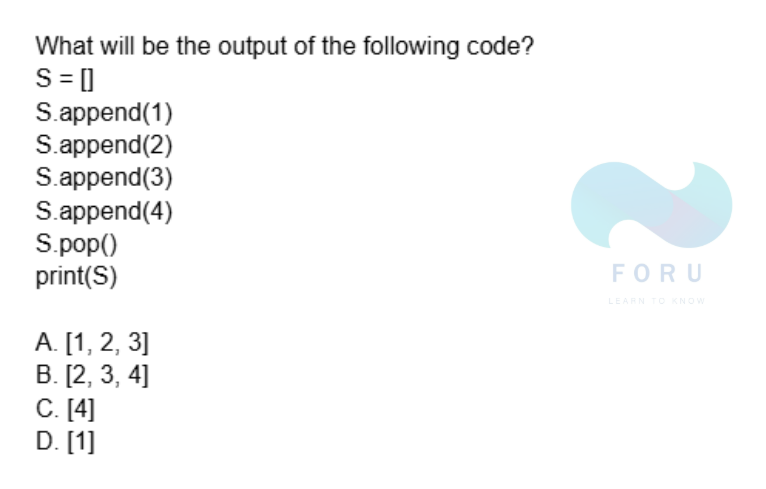 What will be the output of the following code?
S = []
S.append(1)
S.append(2)
S.append(3)
S.append(4)
S.pop()
print(S)
A. [1, 2, 3]
B. [2, 3, 4]
C. [4]
D. [1]
FORU
LEARN TO KNOW